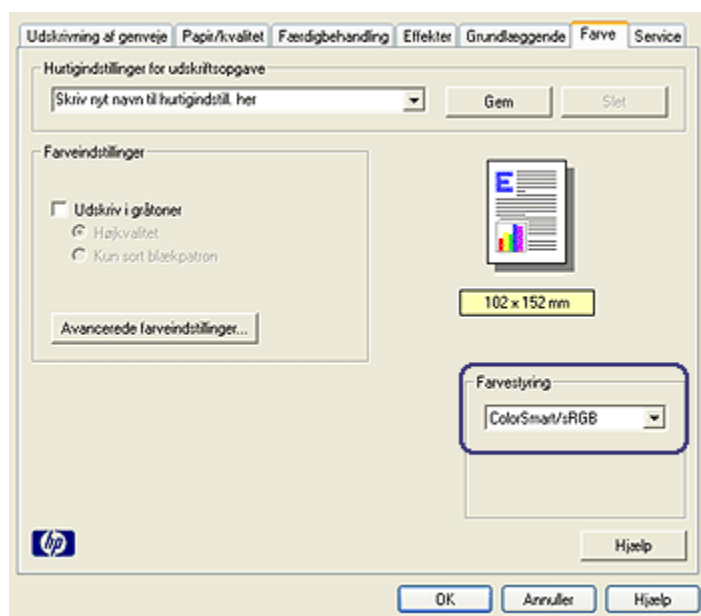 Udskrivning af genveje Papir/kvalitet Færdigbehandling Effekter Grundlæggende Farve Service
Hurtigindstillinger for udskriftsopgave
Skriv nyt navn til hurtigindstill. her Gem Slet
Farveindstillinger
Udskriv i gråtoner
Højkvalitet
Kun sort blækpatron
E
102 x 152 mm
Avancerede farveindstillinger...
Farvestyring
ColorSmart/sRGB
hp Hjælp
OK Annuller Hjælp